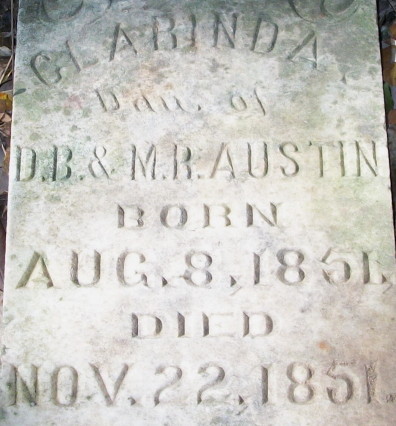 CLARINDA,
Dau. of
D.B. & M.R. AUSTIN
BORN
AUG. 8, 1851,
DIED
NOV. 22, 1851.